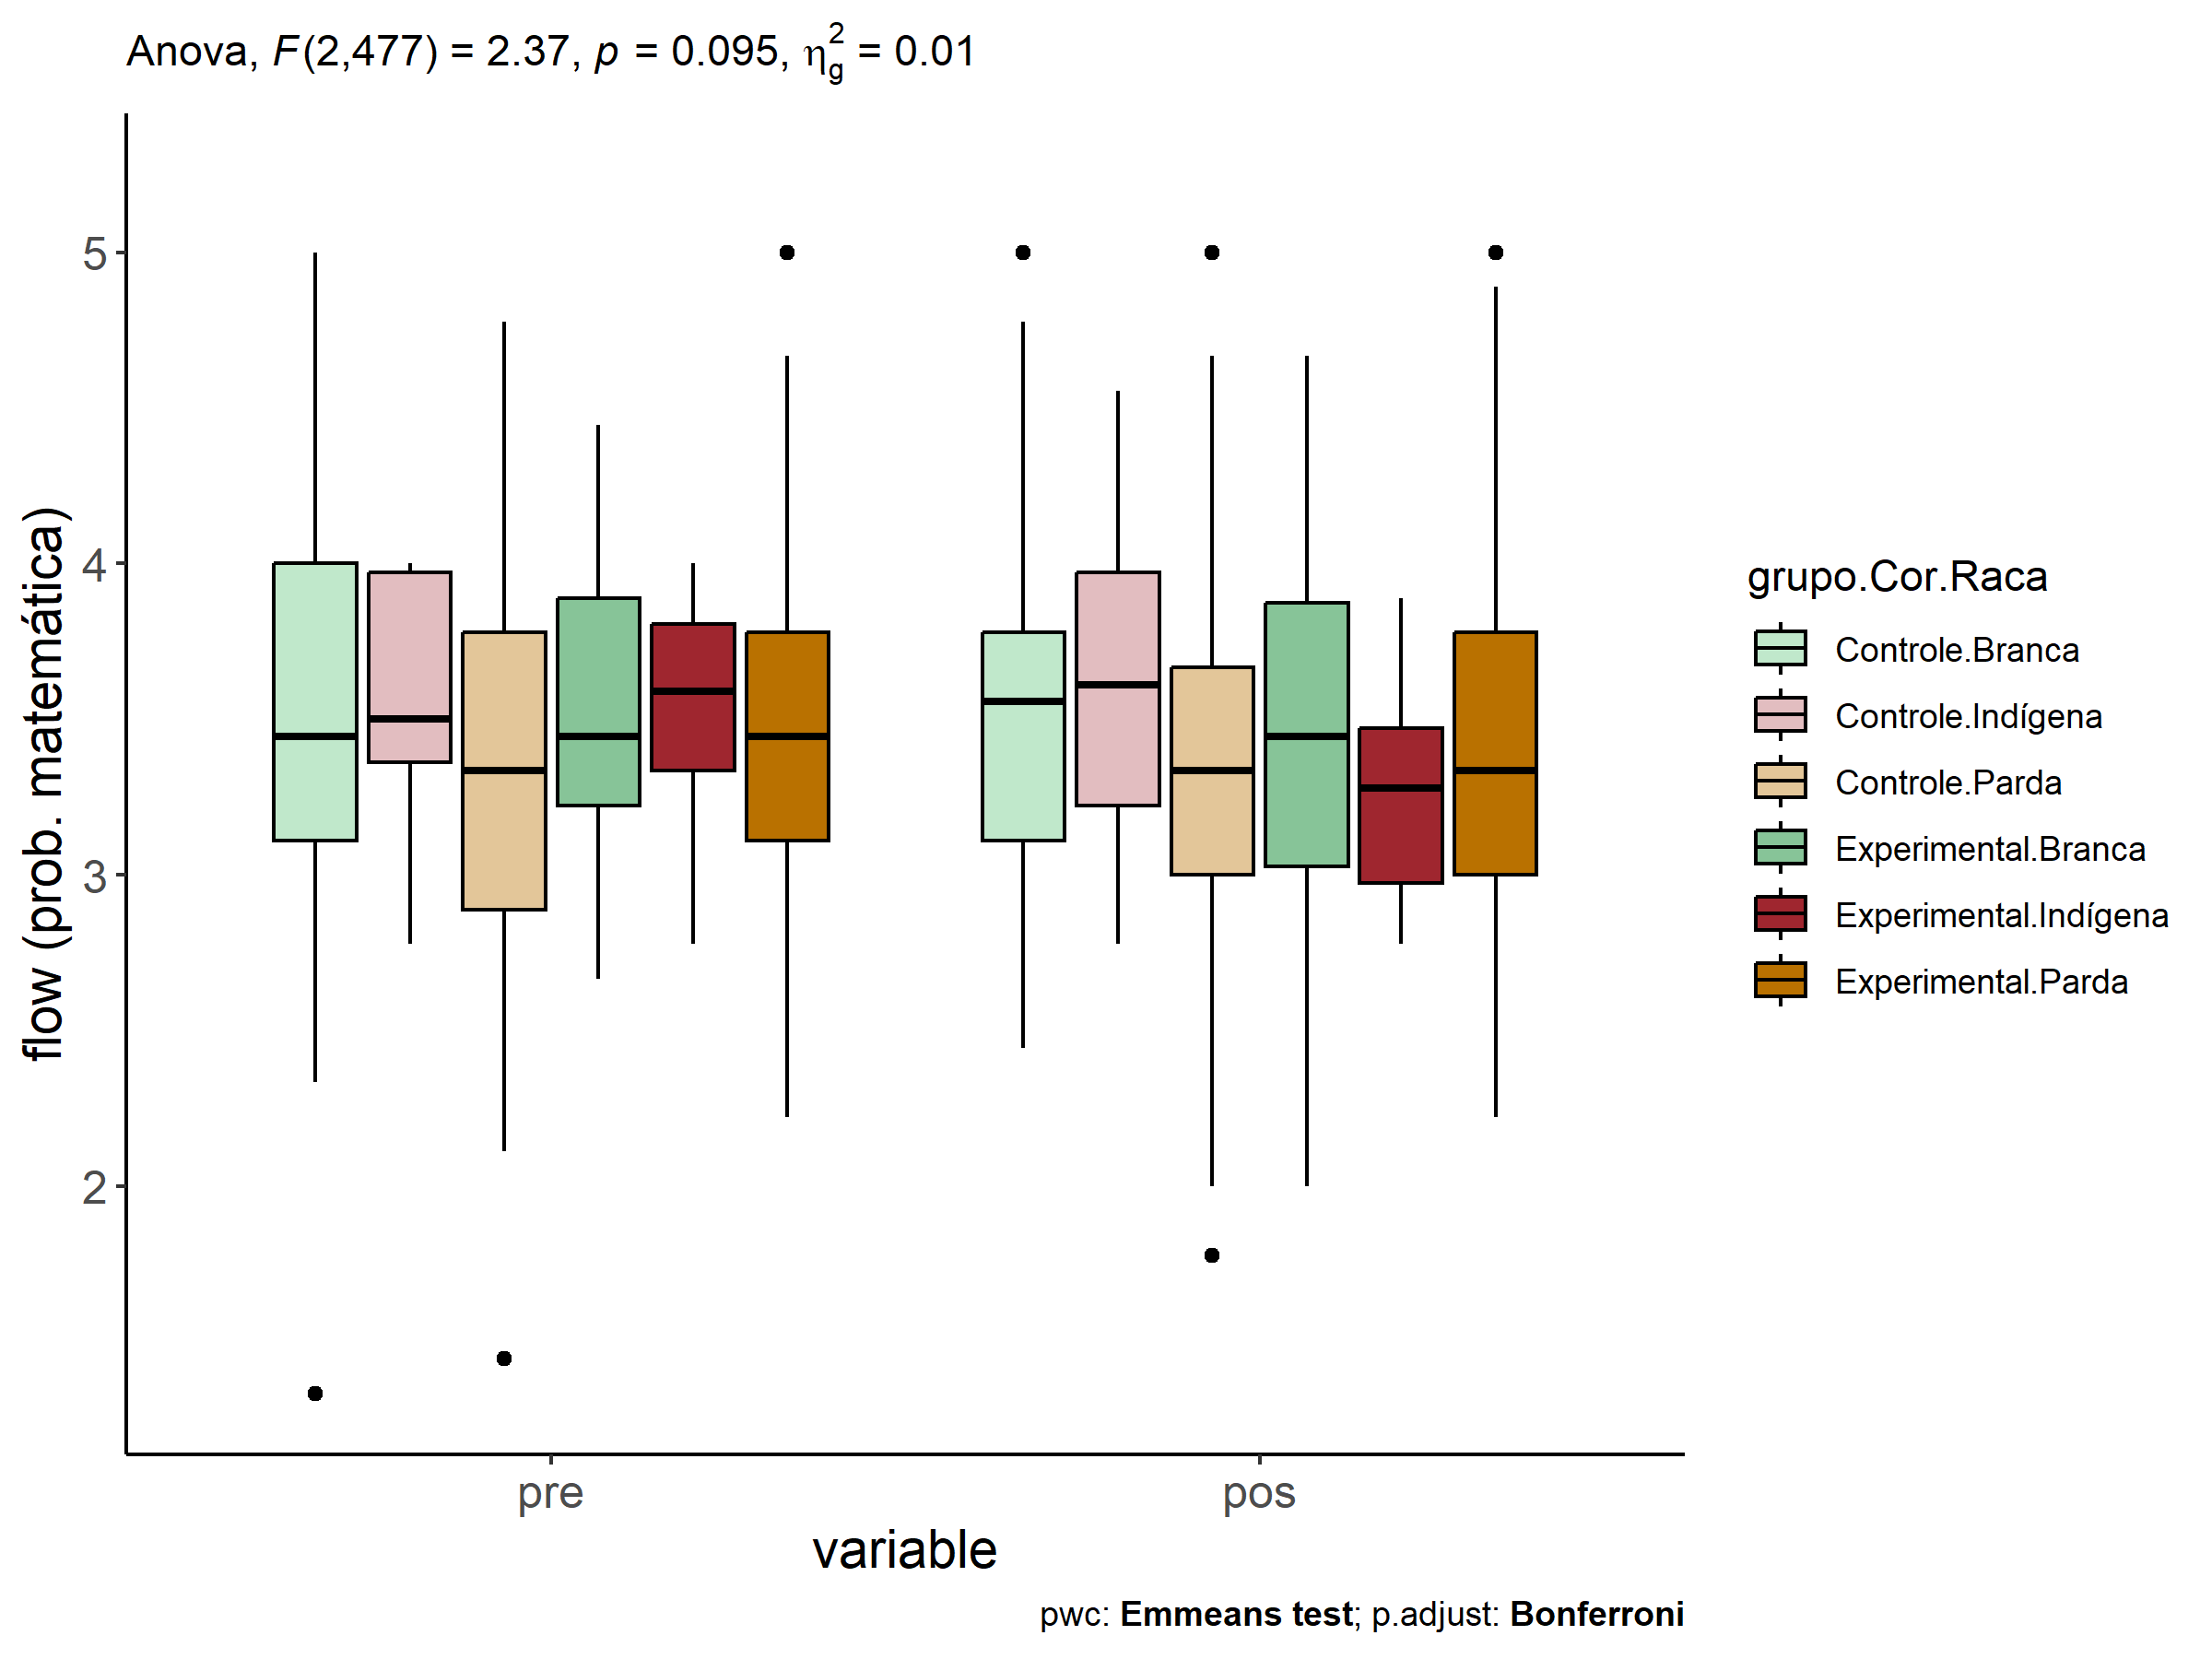 Anova, F(2,477) = 2.37, p = 0.095, η²g = 0.01
flow (prob. matemática)
5
4
3
2
pre
pos
variable
grupo.Cor.Raca
Controle.Branca
Controle.Indígena
Controle.Parda
Experimental.Branca
Experimental.Indígena
Experimental.Parda
pwc: Emmeans test; p.adjust: Bonferroni